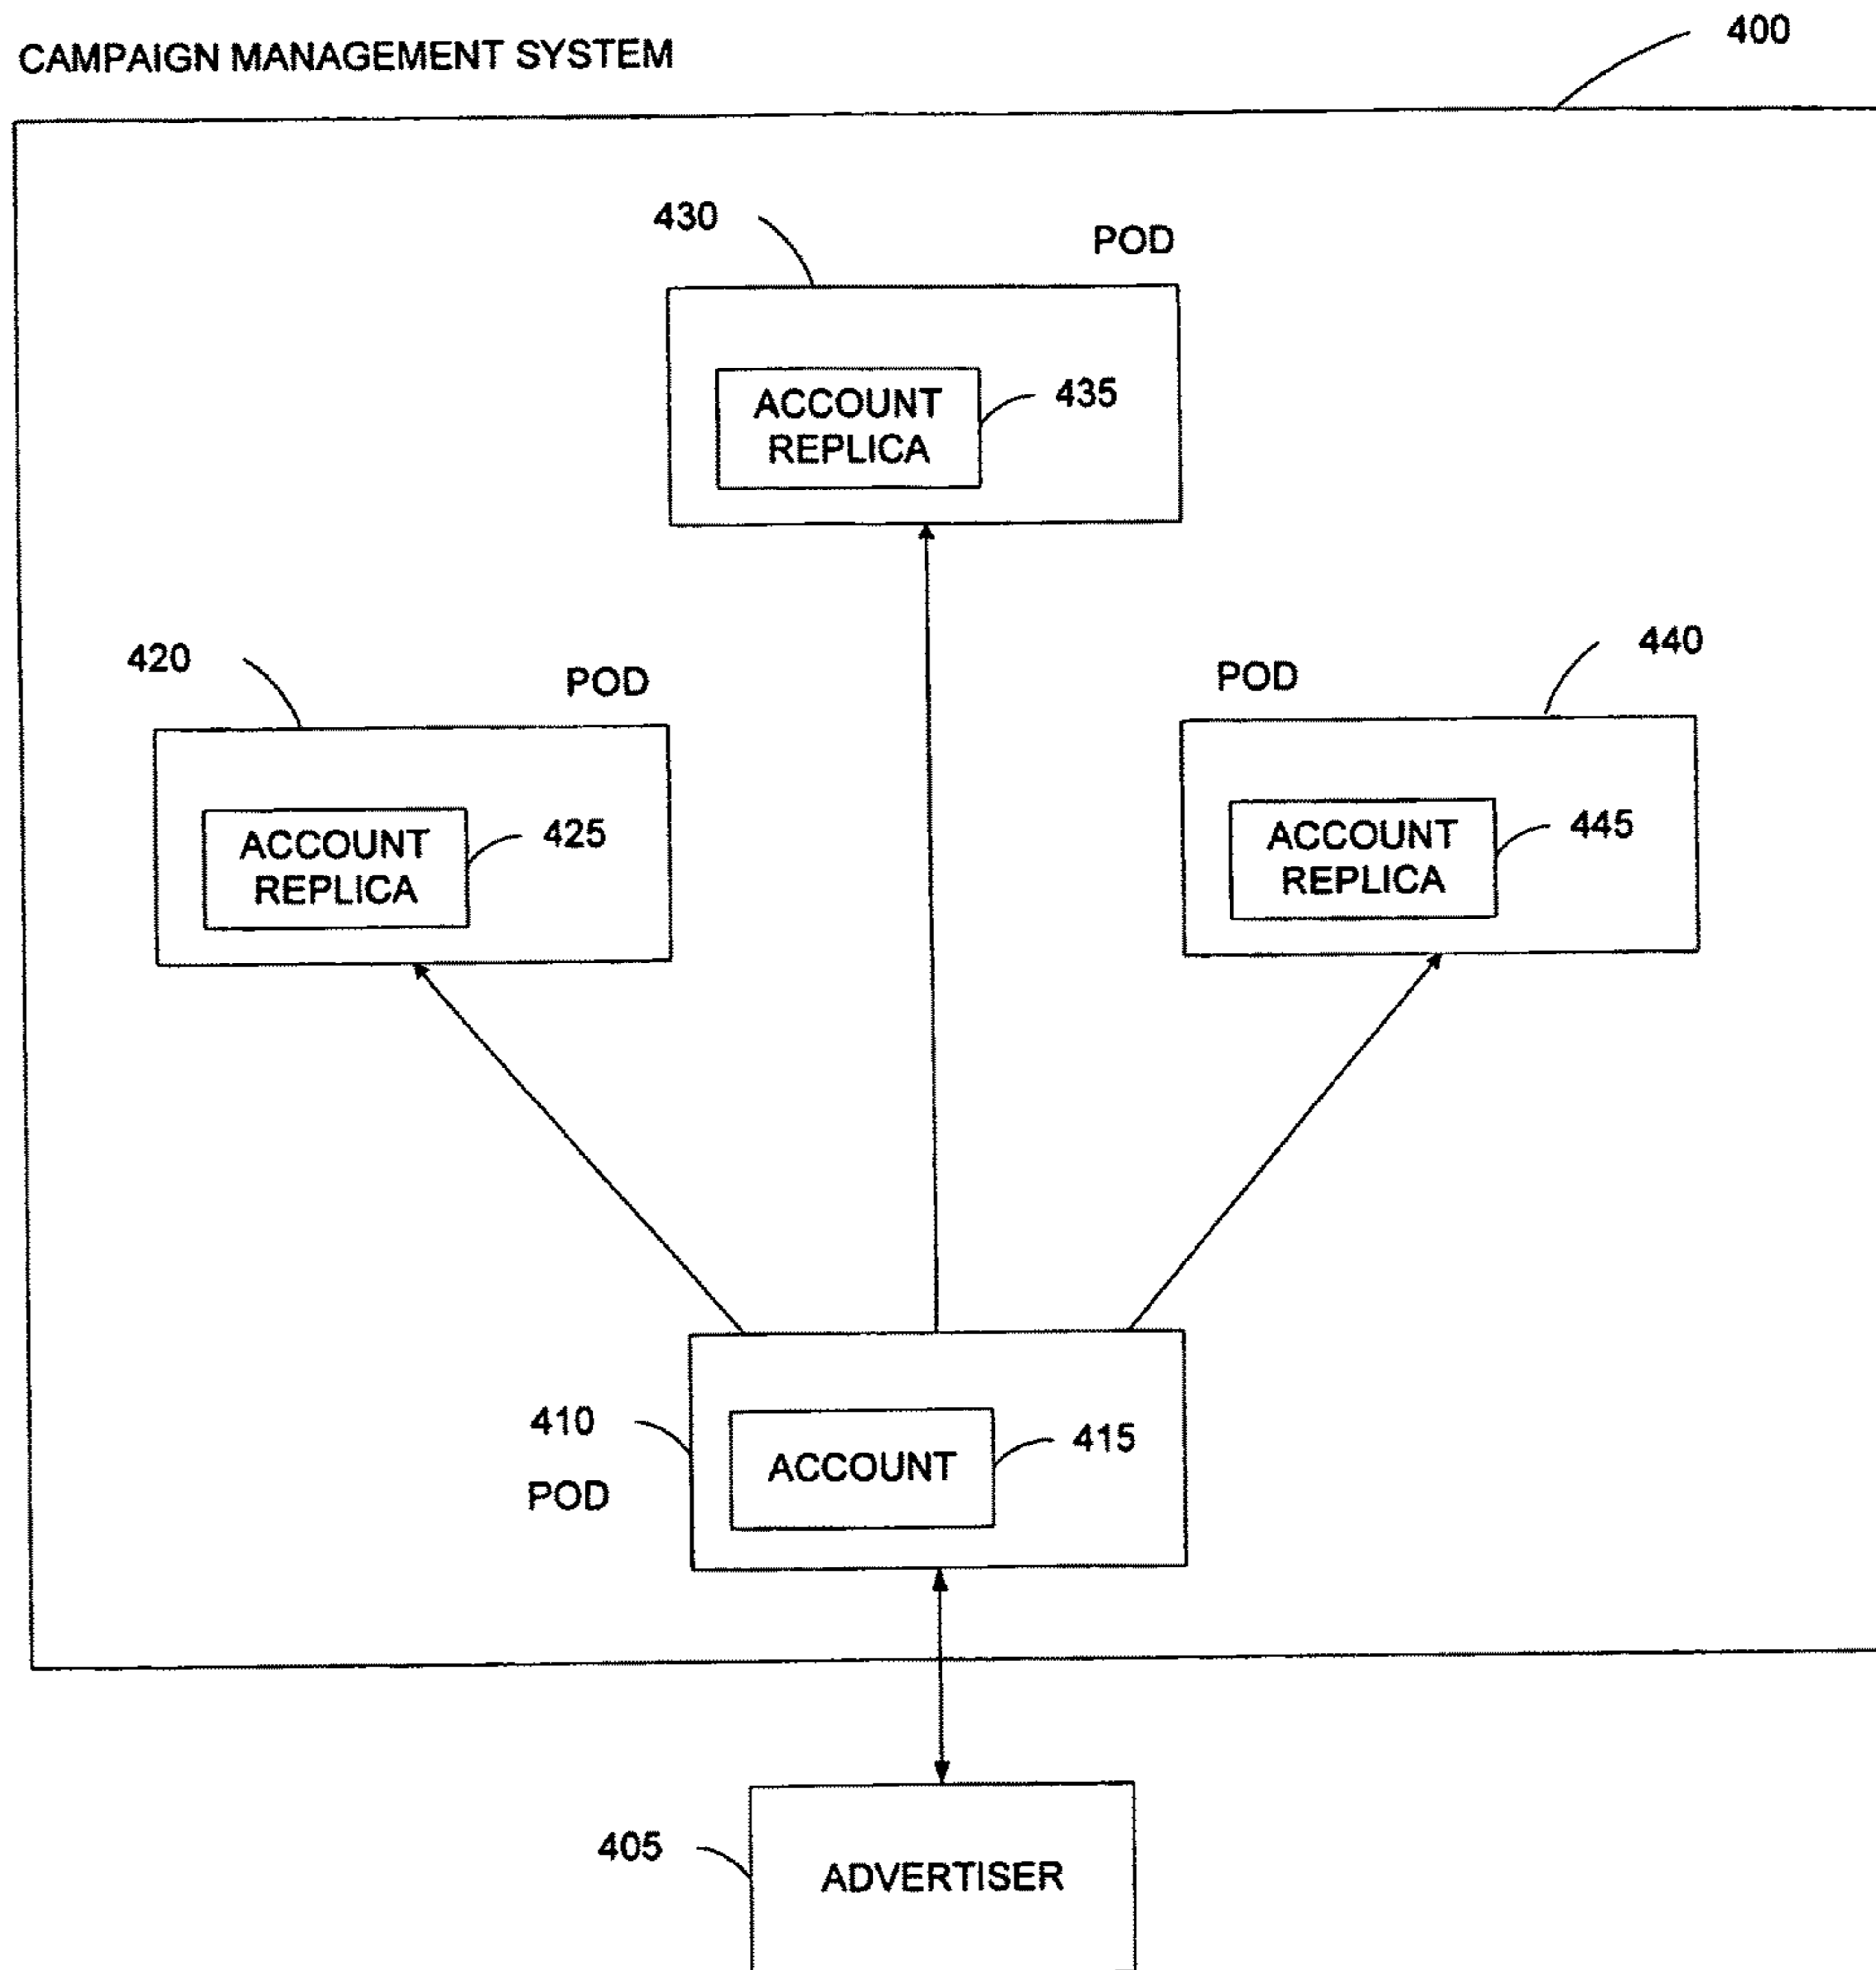 400
CAMPAIGN MANAGEMENT SYSTEM
430
POD
ACCOUNT
REPLICA
435
420
POD
ACCOUNT
REPLICA
425
POD
440
ACCOUNT
REPLICA
445
410
POD
ACCOUNT
415
405
ADVERTISER